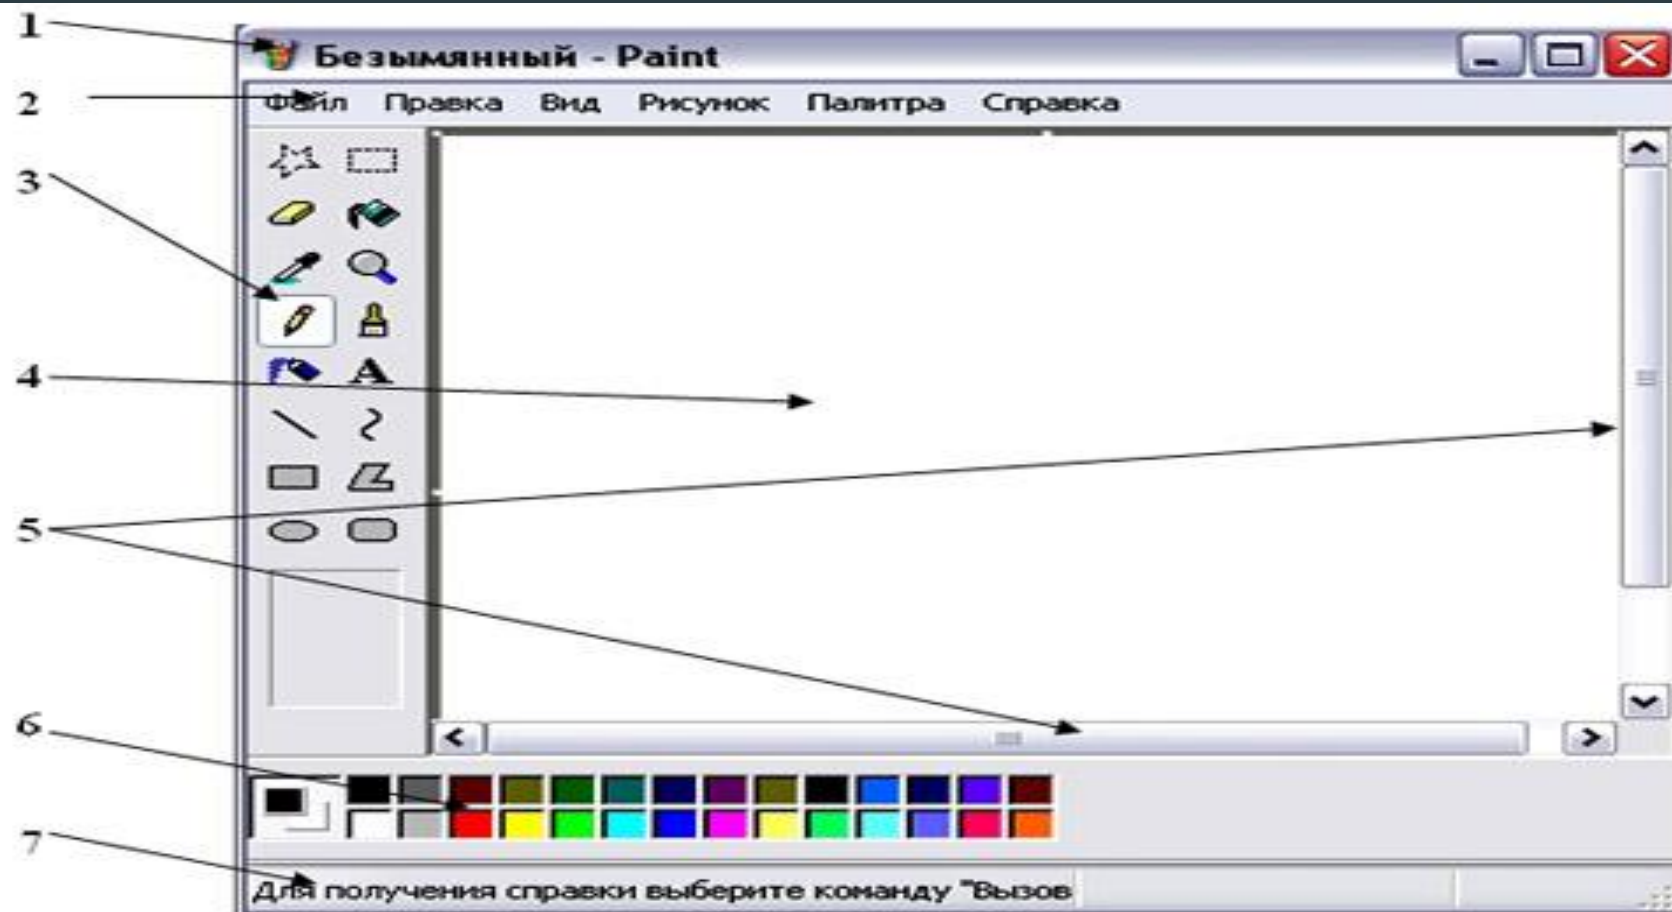 1
Безымянный - Paint
2
Файл Правка Вид Рисунок Палитра Справка
3
A
4
5
6
7
Для получения справки выберите команду "Вызов